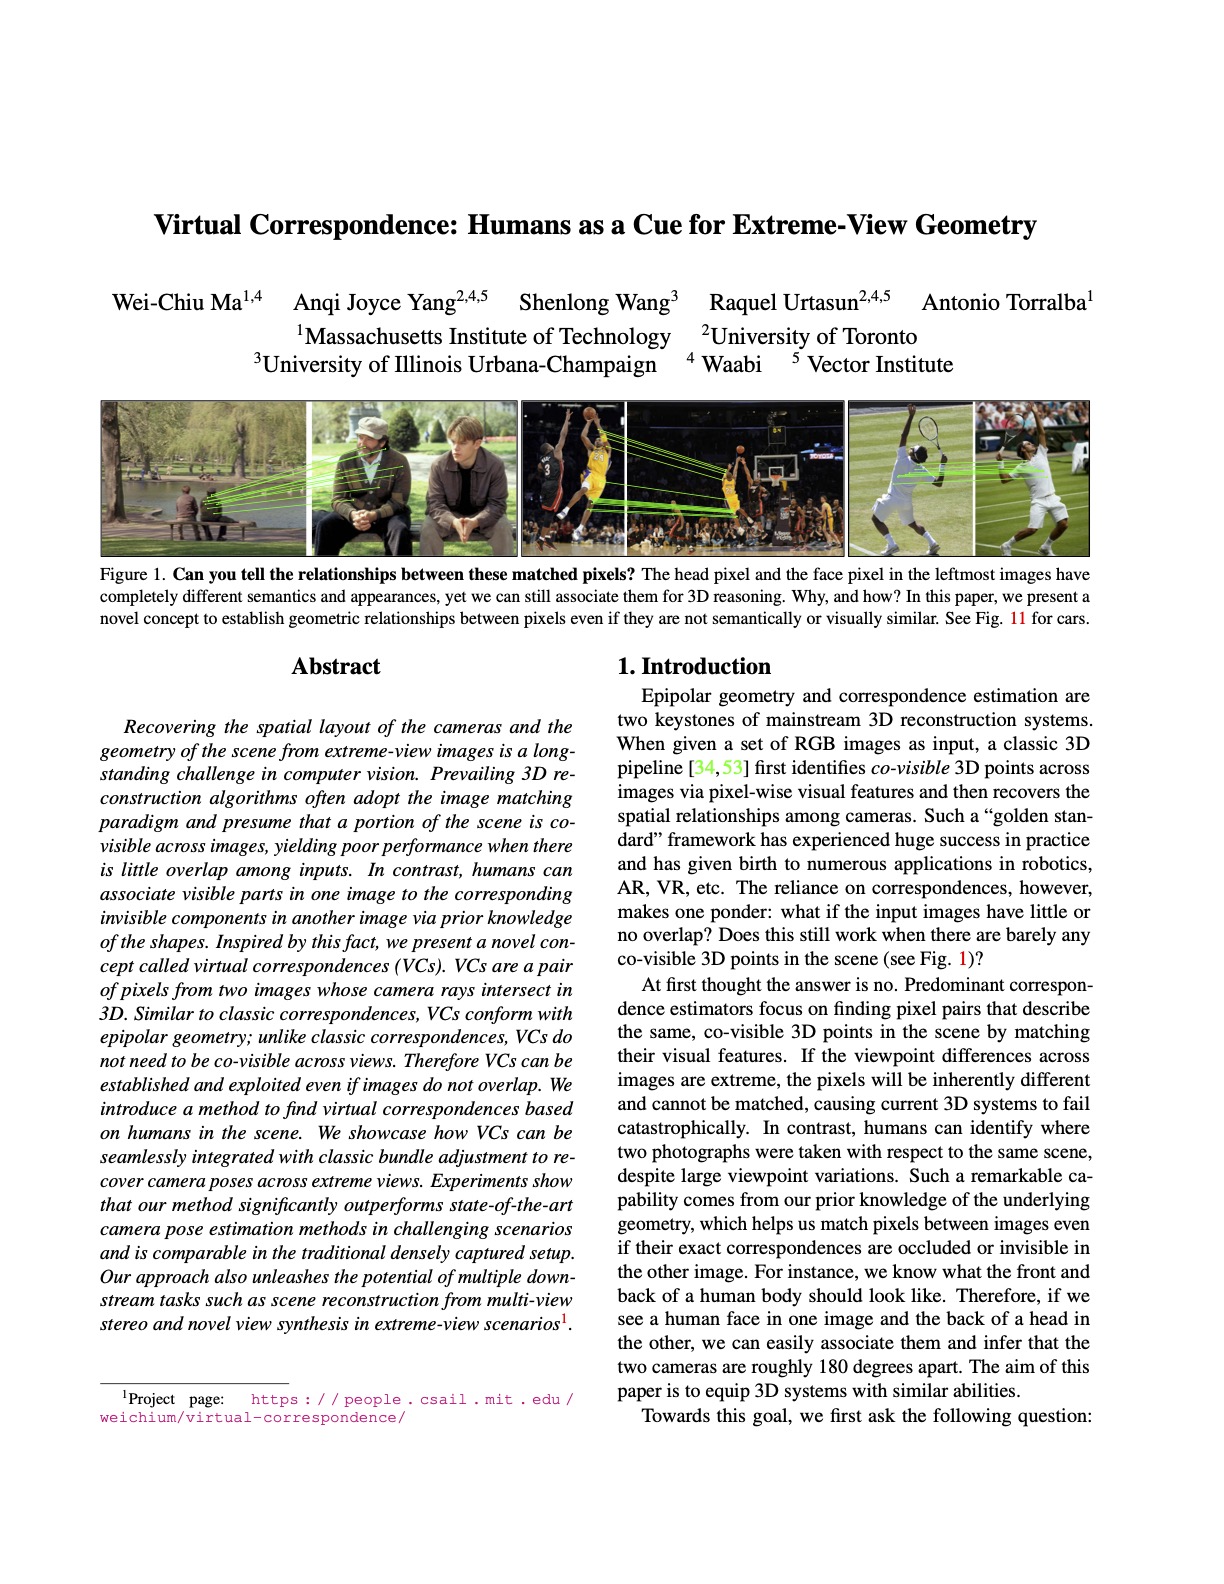 Virtual Correspondence: Humans as a Cue for Extreme-View Geometry
Wei-Chiu Ma1,4 Anqi Joyce Yang2,4,5 Shenlong Wang3 Raquel Urtasun2,4,5 Antonio Torralba1
1Massachusetts Institute of Technology 2University of Toronto
3University of Illinois Urbana-Champaign 4 Waabi 5 Vector Institute
Figure 1. Can you tell the relationships between these matched pixels? The head pixel and the face pixel in the leftmost images have
completely different semantics and appearances, yet we can still associate them for 3D reasoning. Why, and how? In this paper, we present a
novel concept to establish geometric relationships between pixels even if they are not semantically or visually similar. See Fig. 11 for cars.
Abstract
Recovering the spatial layout of the cameras and the
geometry of the scene from extreme-view images is a long-
standing challenge in computer vision. Prevailing 3D re-
construction algorithms often adopt the image matching
paradigm and presume that a portion of the scene is co-
visible across images, yielding poor performance when there
is little overlap among inputs. In contrast, humans can
associate visible parts in one image to the corresponding
invisible components in another image via prior knowledge
of the shapes. Inspired by this fact, we present a novel con-
cept called virtual correspondences (VCs). VCs are a pair
of pixels from two images whose camera rays intersect in
3D. Similar to classic correspondences, VCs conform with
epipolar geometry; unlike classic correspondences, VCs do
not need to be co-visible across views. Therefore VCs can be
established and exploited even if images do not overlap. We
introduce a method to find virtual correspondences based
on humans in the scene. We showcase how VCs can be
seamlessly integrated with classic bundle adjustment to re-
cover camera poses across extreme views. Experiments show
that our method significantly outperforms state-of-the-art
camera pose estimation methods in challenging scenarios
and is comparable in the traditional densely captured setup.
Our approach also unleashes the potential of multiple down-
stream tasks such as scene reconstruction from multi-view
stereo and novel view synthesis in extreme-view scenarios1.
1Project page: https://people.csail.mit.edu/
weichium/virtual-correspondence/
1. Introduction
Epipolar geometry and correspondence estimation are
two keystones of mainstream 3D reconstruction systems.
When given a set of RGB images as input, a classic 3D
pipeline [34,53] first identifies co-visible 3D points across
images via pixel-wise visual features and then recovers the
spatial relationships among cameras. Such a “golden stan-
dard” framework has experienced huge success in practice
and has given birth to numerous applications in robotics,
AR, VR, etc. The reliance on correspondences, however,
makes one ponder: what if the input images have little or
no overlap? Does this still work when there are barely any
co-visible 3D points in the scene (see Fig. 1)?
At first thought the answer is no. Predominant correspon-
dence estimators focus on finding pixel pairs that describe
the same, co-visible 3D points in the scene by matching
their visual features. If the viewpoint differences across
images are extreme, the pixels will be inherently different
and cannot be matched, causing current 3D systems to fail
catastrophically. In contrast, humans can identify where
two photographs were taken with respect to the same scene,
despite large viewpoint variations. Such a remarkable ca-
pability comes from our prior knowledge of the underlying
geometry, which helps us match pixels between images even
if their exact correspondences are occluded or invisible in
the other image. For instance, we know what the front and
back of a human body should look like. Therefore, if we
see a human face in one image and the back of a head in
the other, we can easily associate them and infer that the
two cameras are roughly 180 degrees apart. The aim of this
paper is to equip 3D systems with similar abilities.
Towards this goal, we first ask the following question: